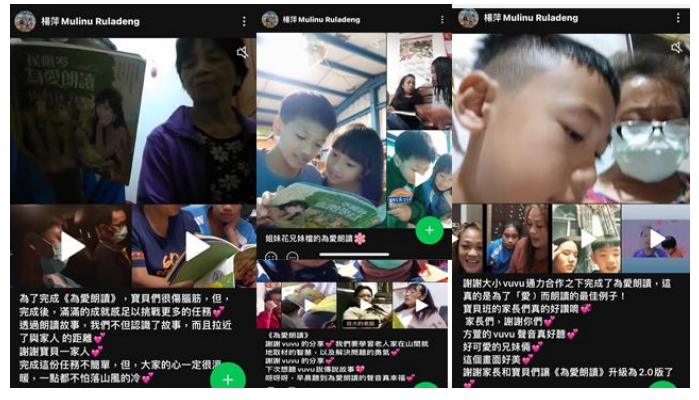 楊萍 Mulinu Ruladeng
為愛朗讀
為了完成《為愛朗讀》，寶貝們很傷腦筋，但，
完成後，滿滿的成就感足以挑戰更多的任務💕
透過朗讀故事，我們不但認識了故事，而且拉近
了與家人的距離💕
謝謝寶貝一家人💕
完成這份任務不簡單，但，大家的心一定很溫
暖，一點都不怕落山風的冷💕
楊萍 Mulinu Ruladeng
姐妹花兄妹檔的為愛朗讀🌸
《為愛朗讀》
謝謝 vuvu 的分享💕我們要學習老人家在山間就
地取材的智慧，以及解決問題的勇氣💕
謝謝 vuvu 的分享💕
下次想聽 vuvu 說傳說故事💕
呀呀呀，早晨聽到為愛朗讀的聲音真幸福💕
楊萍 Mulinu Ruladeng
謝謝大小 vuvu 通力合作之下完成了為愛朗讀，這
真的是為了「愛」而朗讀的最佳例子！
寶貝班的家長們真的好讚唷💕
家長們，謝謝你們💕
方萱的 vuvu 聲音真好聽💕
好可愛的兄妹倆💕
這個畫面好美💕
謝謝家長和寶貝們讓《為愛朗讀》升級為2.0版了
💕